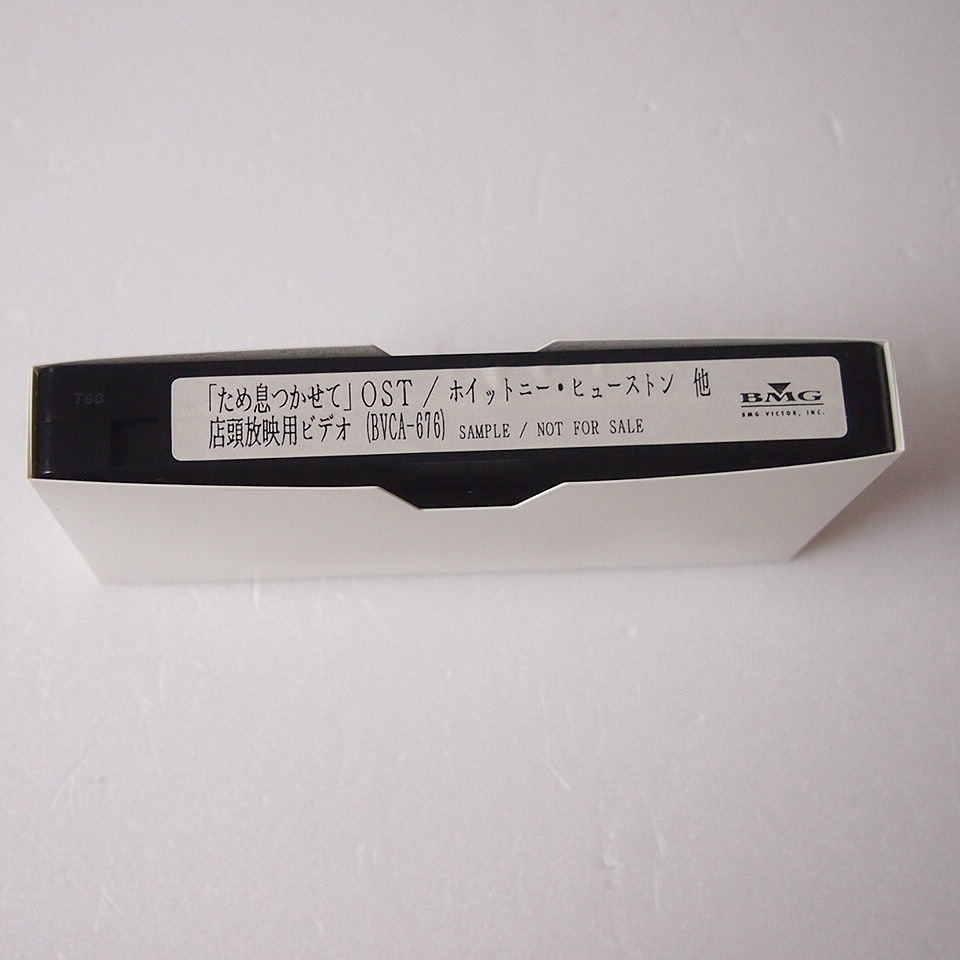 T60
「ため息つかせて」OST / ホイットニー・ヒューストン 他
店頭放映用ビデオ (BVCA-676) SAMPLE / NOT FOR SALE
BMG
BMG VICTOR, INC.